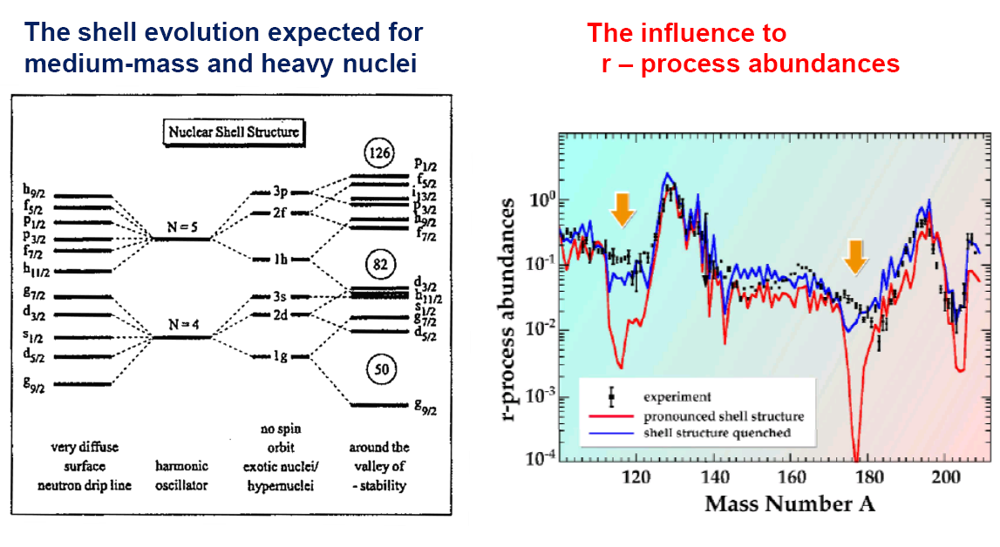 The shell evolution expected for
medium-mass and heavy nuclei
The influence to
r – process abundances
Nuclear Shell Structure
126
82
50
h9/2
f5/2
p1/2
p3/2
f7/2
h11/2
g7/2
d3/2
s1/2
d5/2
g9/2
N=5
N=4
3p
2f
1h
3s
2d
1g
p1/2
f5/2
i13/2
p3/2
h9/2
f7/2
d3/2
h11/2
s1/2
g7/2
d5/2
g9/2
very diffuse
surface
neutron drip line
harmonic
oscillator
no spin
orbit
exotic nuclei/
hypernuclei
around the
valley of
- stability
r-process abundances
10^0
10^-1
10^-2
10^-3
10^-4
experiment
pronounced shell structure
shell structure quenched
120 140 160 180 200
Mass Number A